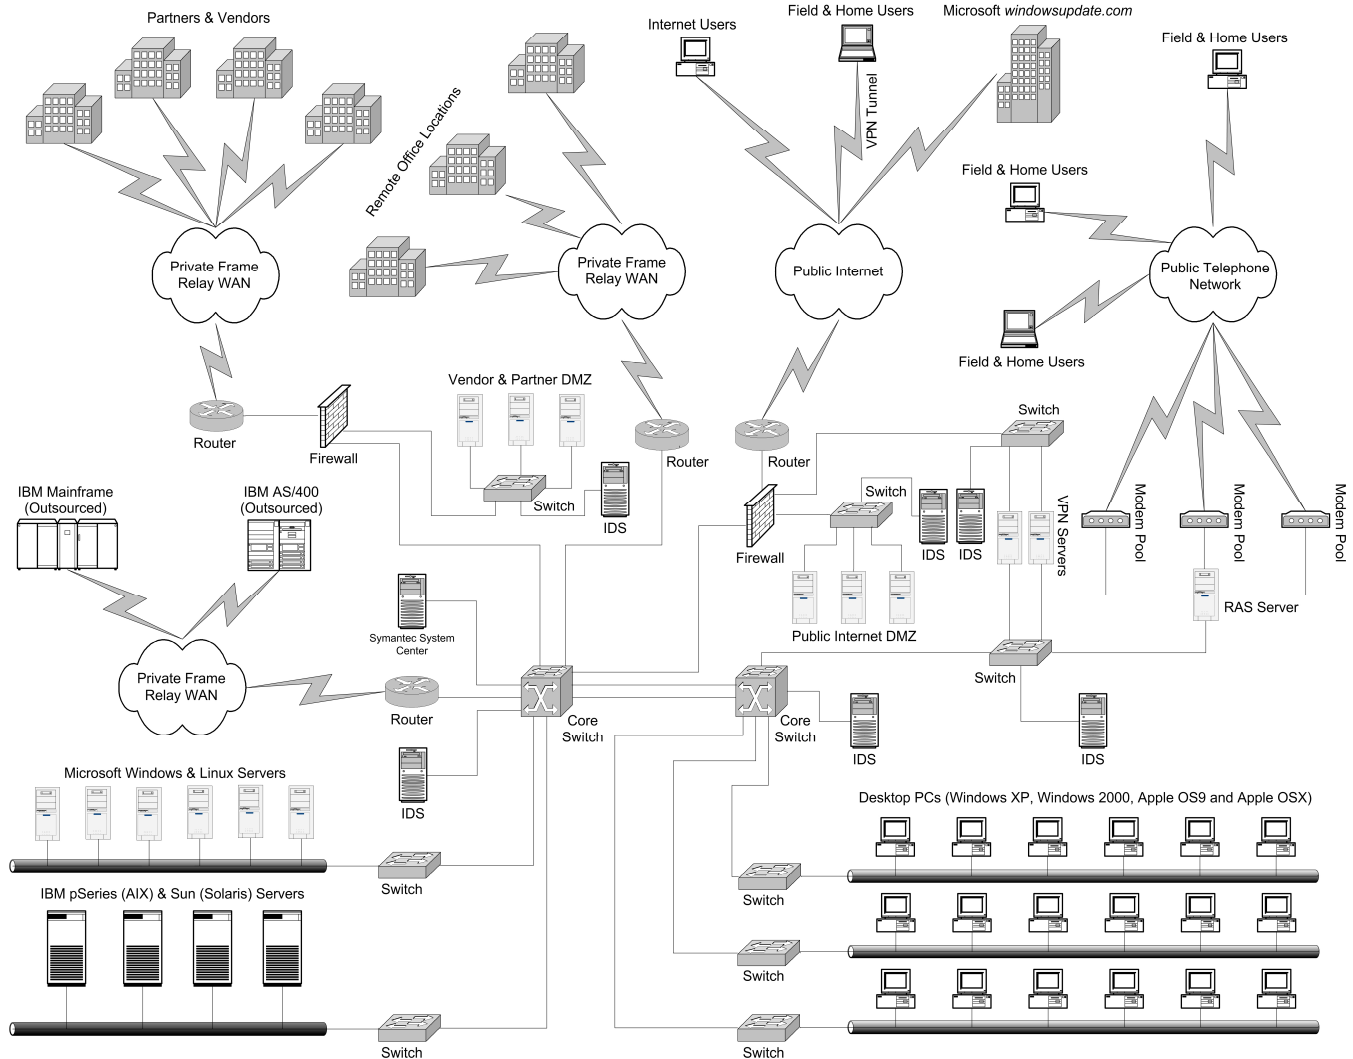 Partners & Vendors
Internet Users
Field & Home Users
Microsoft windowsupdate.com
Field & Home Users
VPN Tunnel
Remote Office Locations
Field & Home Users
Private Frame
Relay WAN
Private Frame
Relay WAN
Public Internet
Public Telephone
Network
Field & Home Users
Vendor & Partner DMZ
Router
Firewall
Router
Router
Switch
IBM Mainframe
(Outsourced)
IBM AS/400
(Outsourced)
Switch
IDS
Switch
Firewall
IDS
IDS
VPN Servers
Modem Pool
Modem Pool
Modem Pool
RAS Server
Symantec System
Center
Public Internet DMZ
Private Frame
Relay WAN
Router
Core
Switch
Core
Switch
Switch
IDS
IDS
IDS
Microsoft Windows & Linux Servers
Desktop PCs (Windows XP, Windows 2000, Apple OS9 and Apple OSX)
Switch
IBM pSeries (AIX) & Sun (Solaris) Servers
Switch
Switch
Switch
Switch